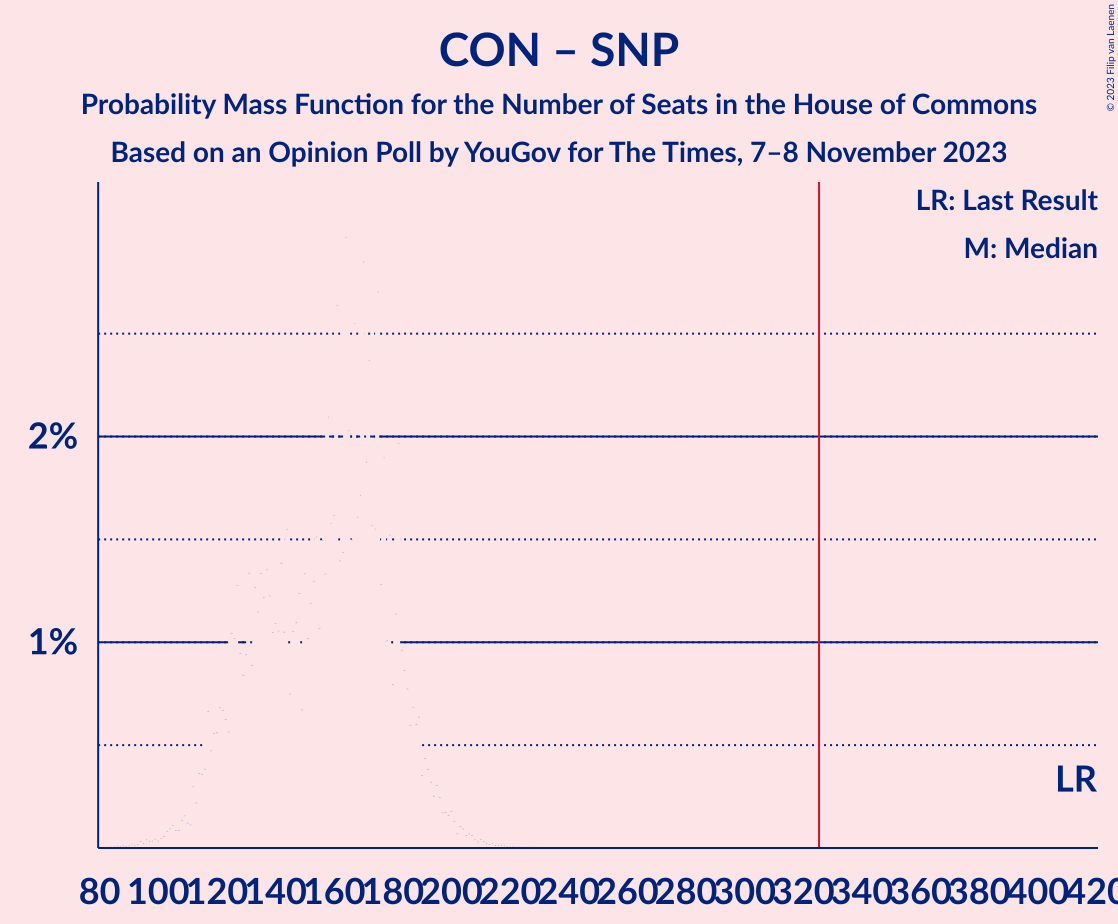 CON – SNP
Probability Mass Function for the Number of Seats in the House of Commons
Based on an Opinion Poll by YouGov for The Times, 7–8 November 2023
© 2023 Filip van Laenen
LR: Last Result
M: Median
2%
1%
LR
80 100 120 140 160 180 200 220 240 260 280 300 320 340 360 380 400 420